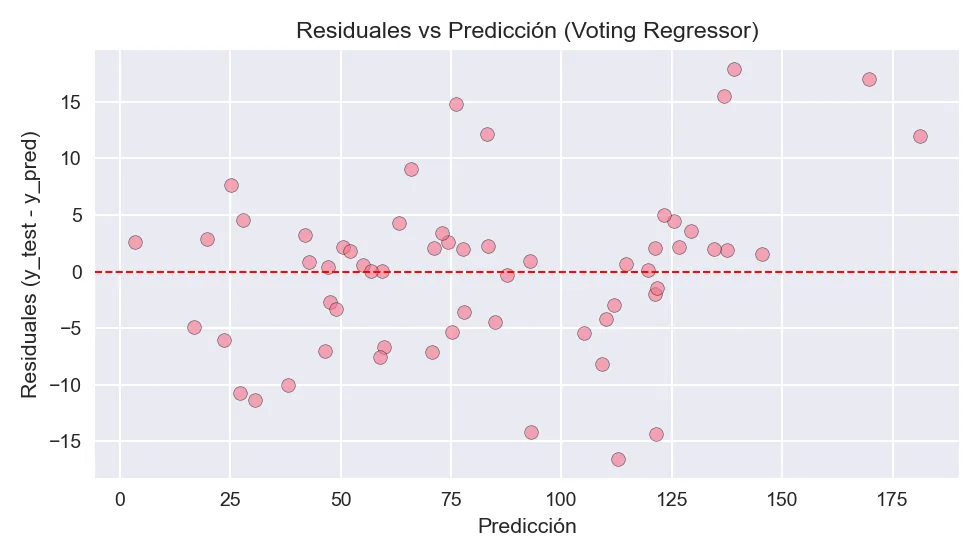 Residuales vs Predicción (Voting Regressor)
Residuales (y_test - y_pred)
15
10
5
0
−5
−10
−15
0 25 50 75 100 125 150 175
Predicción